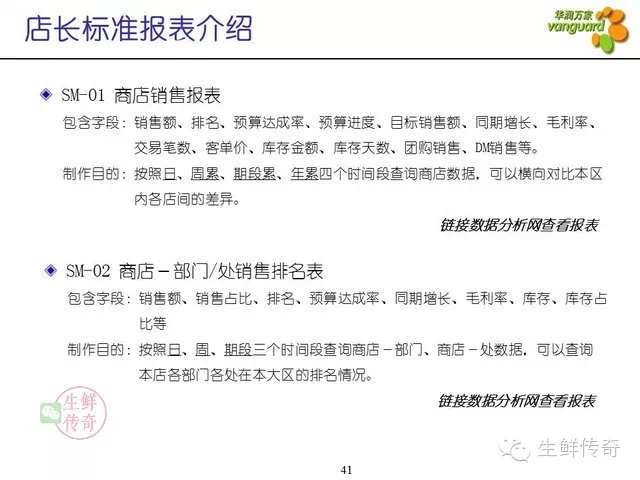 店长标准报表介绍
华润万家
vanguard
SM-01 商店销售报表
包含字段：销售额、排名、预算达成率、预算进度、目标销售额、同期增长、毛利率、
交易笔数、客单价、库存金额、库存天数、团购销售、DM销售等。
制作目的：按照日、周累、期段累、年累四个时间段查询商店数据，可以横向对比本区
内各店间的差异。
链接数据分析网查看报表
SM-02 商店－部门/处销售排名表
包含字段：销售额、销售占比、排名、预算达成率、同期增长、毛利率、库存、库存占
比等
制作目的：按照日、周、期段三个时间段查询商店－部门、商店－处数据，可以查询
本店各部门各处在本大区的排名情况。
链接数据分析网查看报表
生鲜
传奇
生鲜传奇
41